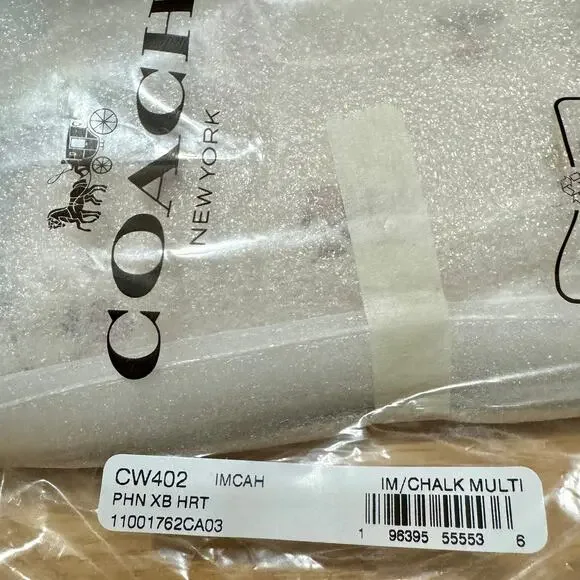 COACH
NEW YORK
CW402 IMCAH IM/CHALK MULTI
PHN XB HRT
11001762CA03
1 96395 55553 6